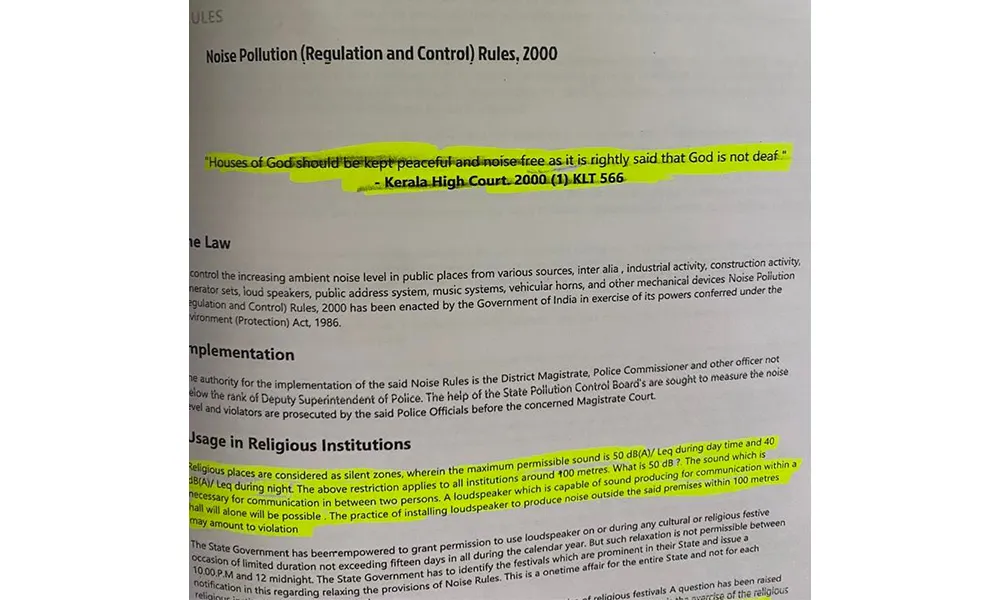 ULES
Noise Pollution (Regulation and Control) Rules, 2000
"Houses of God should be kept peaceful and noise free as it is rightly said that God is not deaf."
- Kerala High Court. 2000 (1) KLT 566
e Law
control the increasing ambient noise level in public places from various sources, inter alia , industrial activity, construction activity,
nerator sets, loud speakers, public address system, music systems, vehicular horns, and other mechanical devices Noise Pollution
egulation and Control) Rules, 2000 has been enacted by the Government of India in exercise of its powers conferred under the
vironment (Protection) Act, 1986.
mplementation
e authority for the implementation of the said Noise Rules is the District Magistrate, Police Commissioner and other officer not
elow the rank of Deputy Superintendent of Police. The help of the State Pollution Control Board's are sought to measure the noise
vel and violators are prosecuted by the said Police Officials before the concerned Magistrate Court.
Usage in Religious Institutions
Religious places are considered as silent zones, wherein the maximum permissible sound is 50 dB(A)/ Leq during day time and 40
dB(A)/ Leq during night. The above restriction applies to all institutions around 100 metres. What is 50 dB ?. The sound which is
necessary for communication in between two persons. A loudspeaker which is capable of sound producing for communication within a
hall will alone will be possible . The practice of installing loudspeaker to produce noise outside the said premises within 100 metres
may amount to violation
The State Government has beenrempowered to grant permission to use loudspeaker on or during any cultural or religious festive
occasion of limited duration not exceeding fifteen days in all during the calendar year. But such relaxation is not permissible between
10.00.P.M and 12 midnight. The State Government has to identify the festivals which are prominent in their State and issue a
notification in this regarding relaxing the provisions of Noise Rules. This is a onetime affair for the entire State and not for each
of religious festivals A question has been raised
exercise of the religious